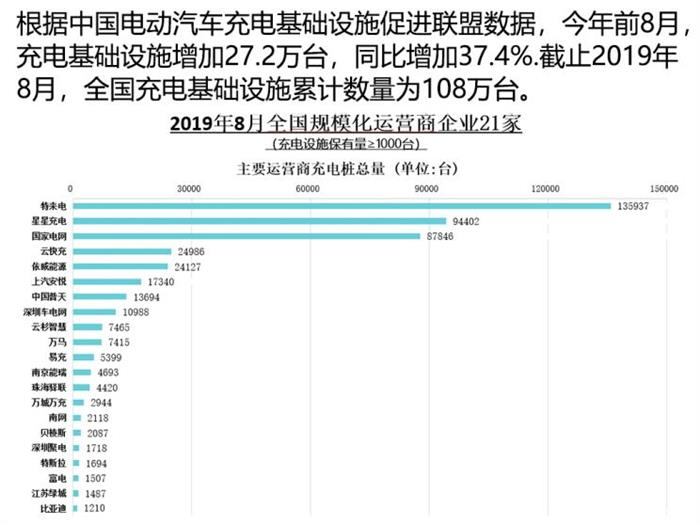 根据中国电动汽车充电基础设施促进联盟数据，今年前8月，
充电基础设施增加27.2万台，同比增加37.4%.截止2019年
8月，全国充电基础设施累计数量为108万台。
2019年8月全国规模化运营商企业21家
（充电设施保有量≥1000台）
主要运营商充电桩总量（单位:台）
0 30000 60000 90000 120000 150000
特来电 135937
星星充电 94402
国家电网 87846
云快充 24986
依威能源 24127
上汽安悦 17340
中国普天 13694
深圳车电网 10988
云杉智慧 7465
万马 7415
易充 5399
南京能瑞 4693
珠海驿联 4420
万城万充 2944
南网 2118
贝棱斯 2087
深圳聚电 1718
特斯拉 1694
富电 1507
江苏绿城 1487
比亚迪 1210